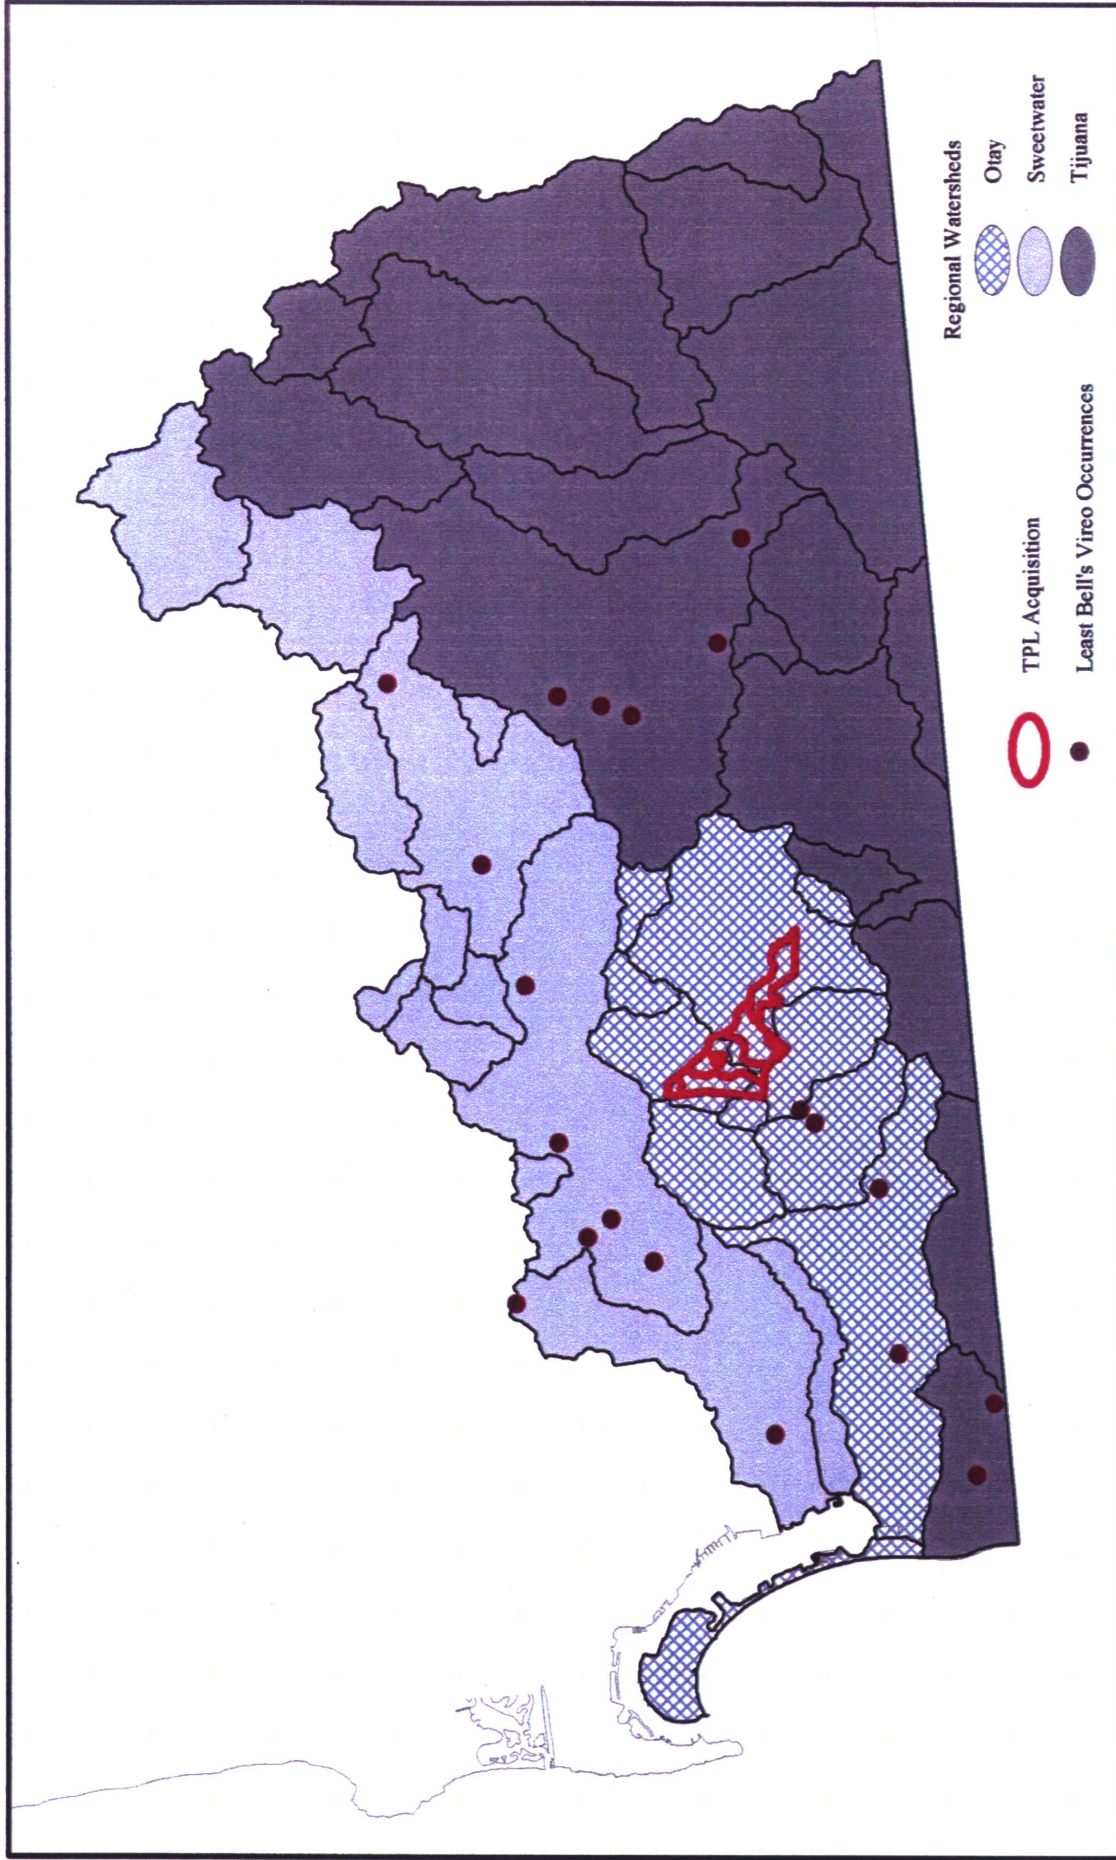 Regional Watersheds
Otay
Sweetwater
Tijuana
TPL Acquisition
Least Bell's Vireo Occurrences